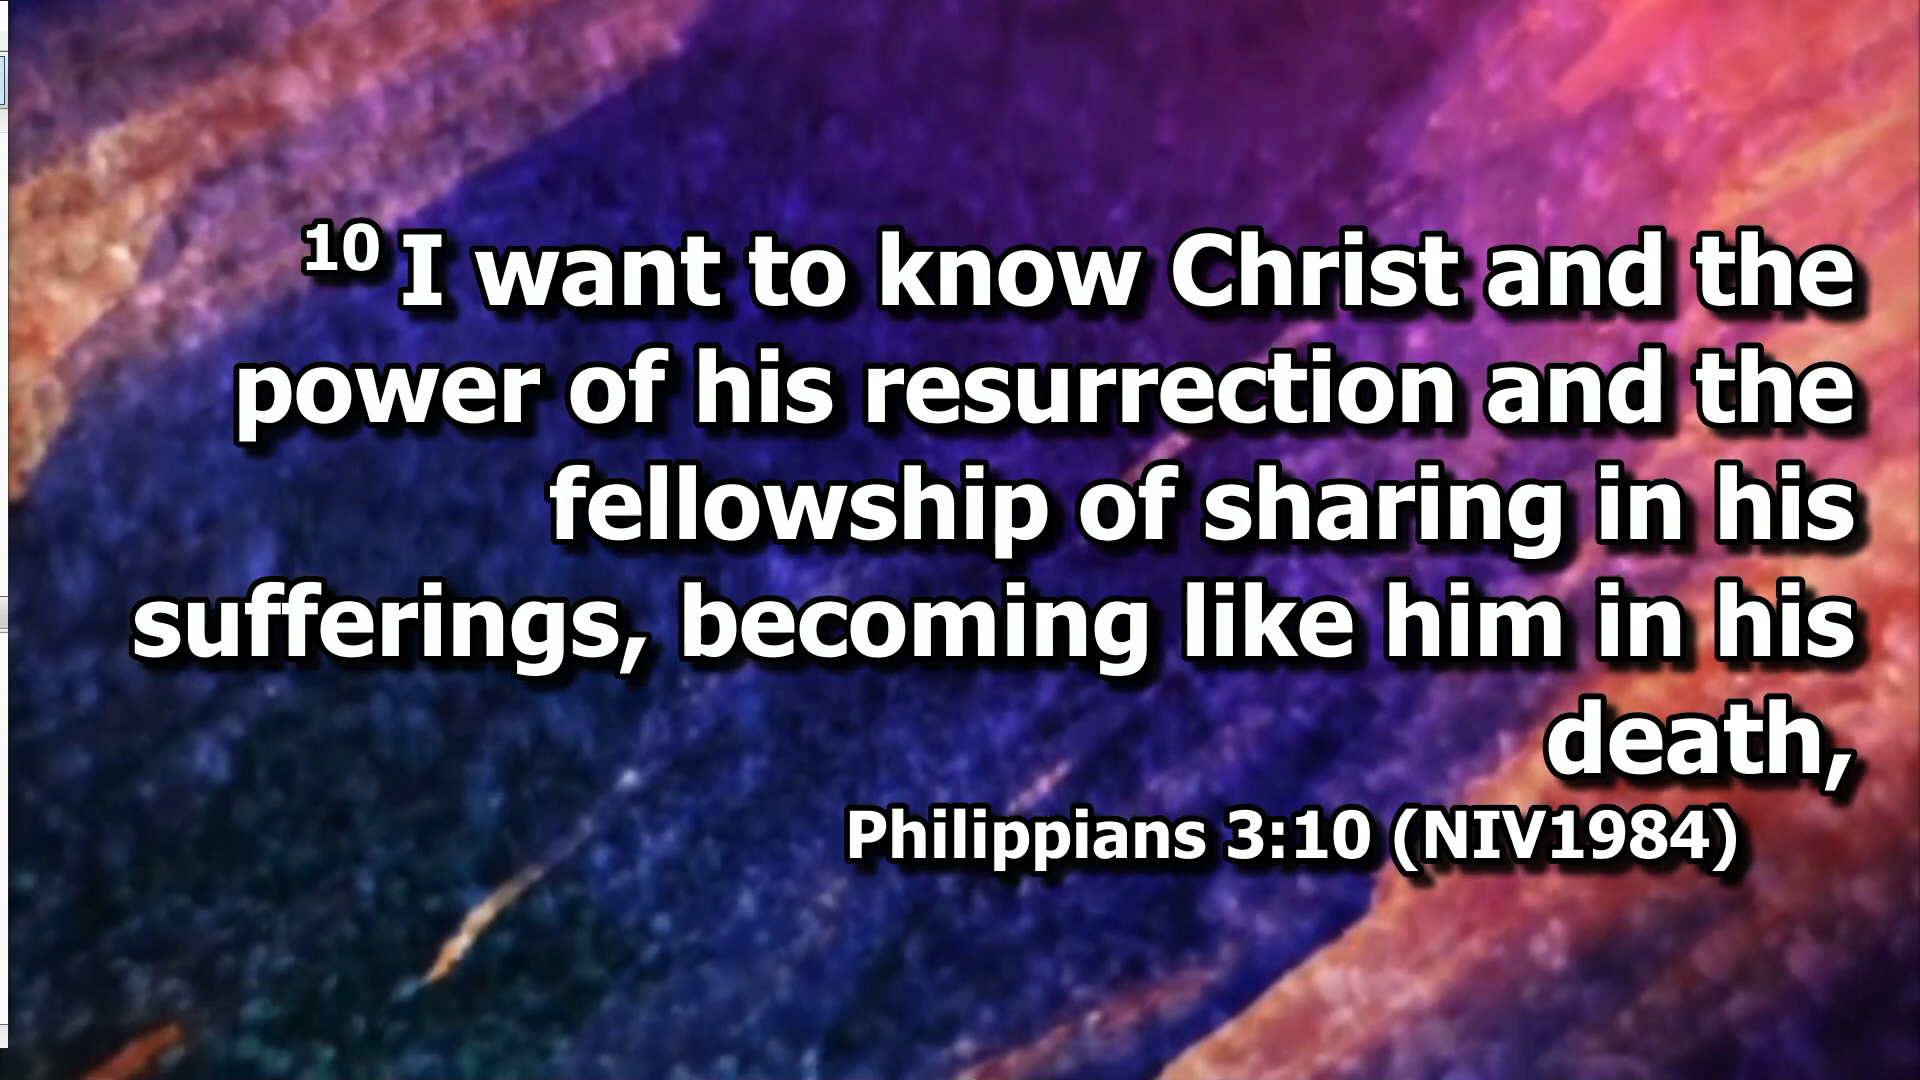 10 I want to know Christ and the
power of his resurrection and the
fellowship of sharing in his
sufferings, becoming like him in his
death,
Philippians 3:10 (NIV1984)